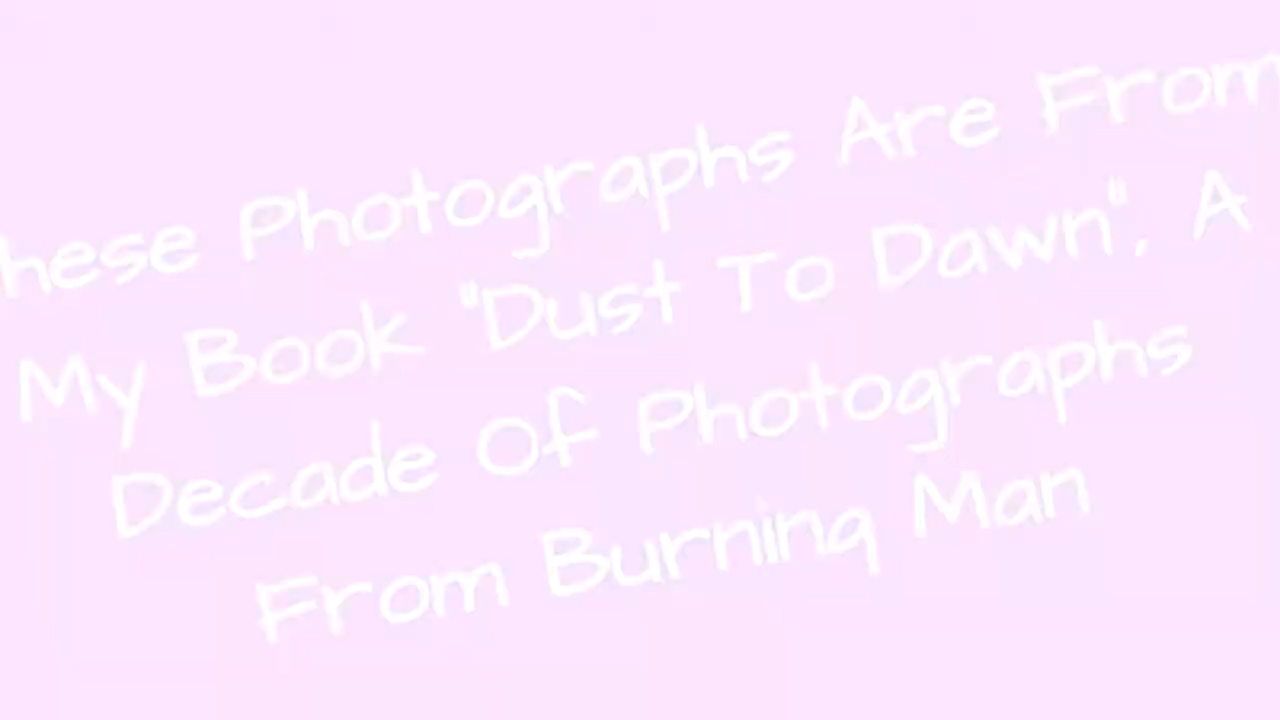 hese Photographs Are From
My Book "Dust To Dawn", A
Decade Of Photographs
From Burning Man